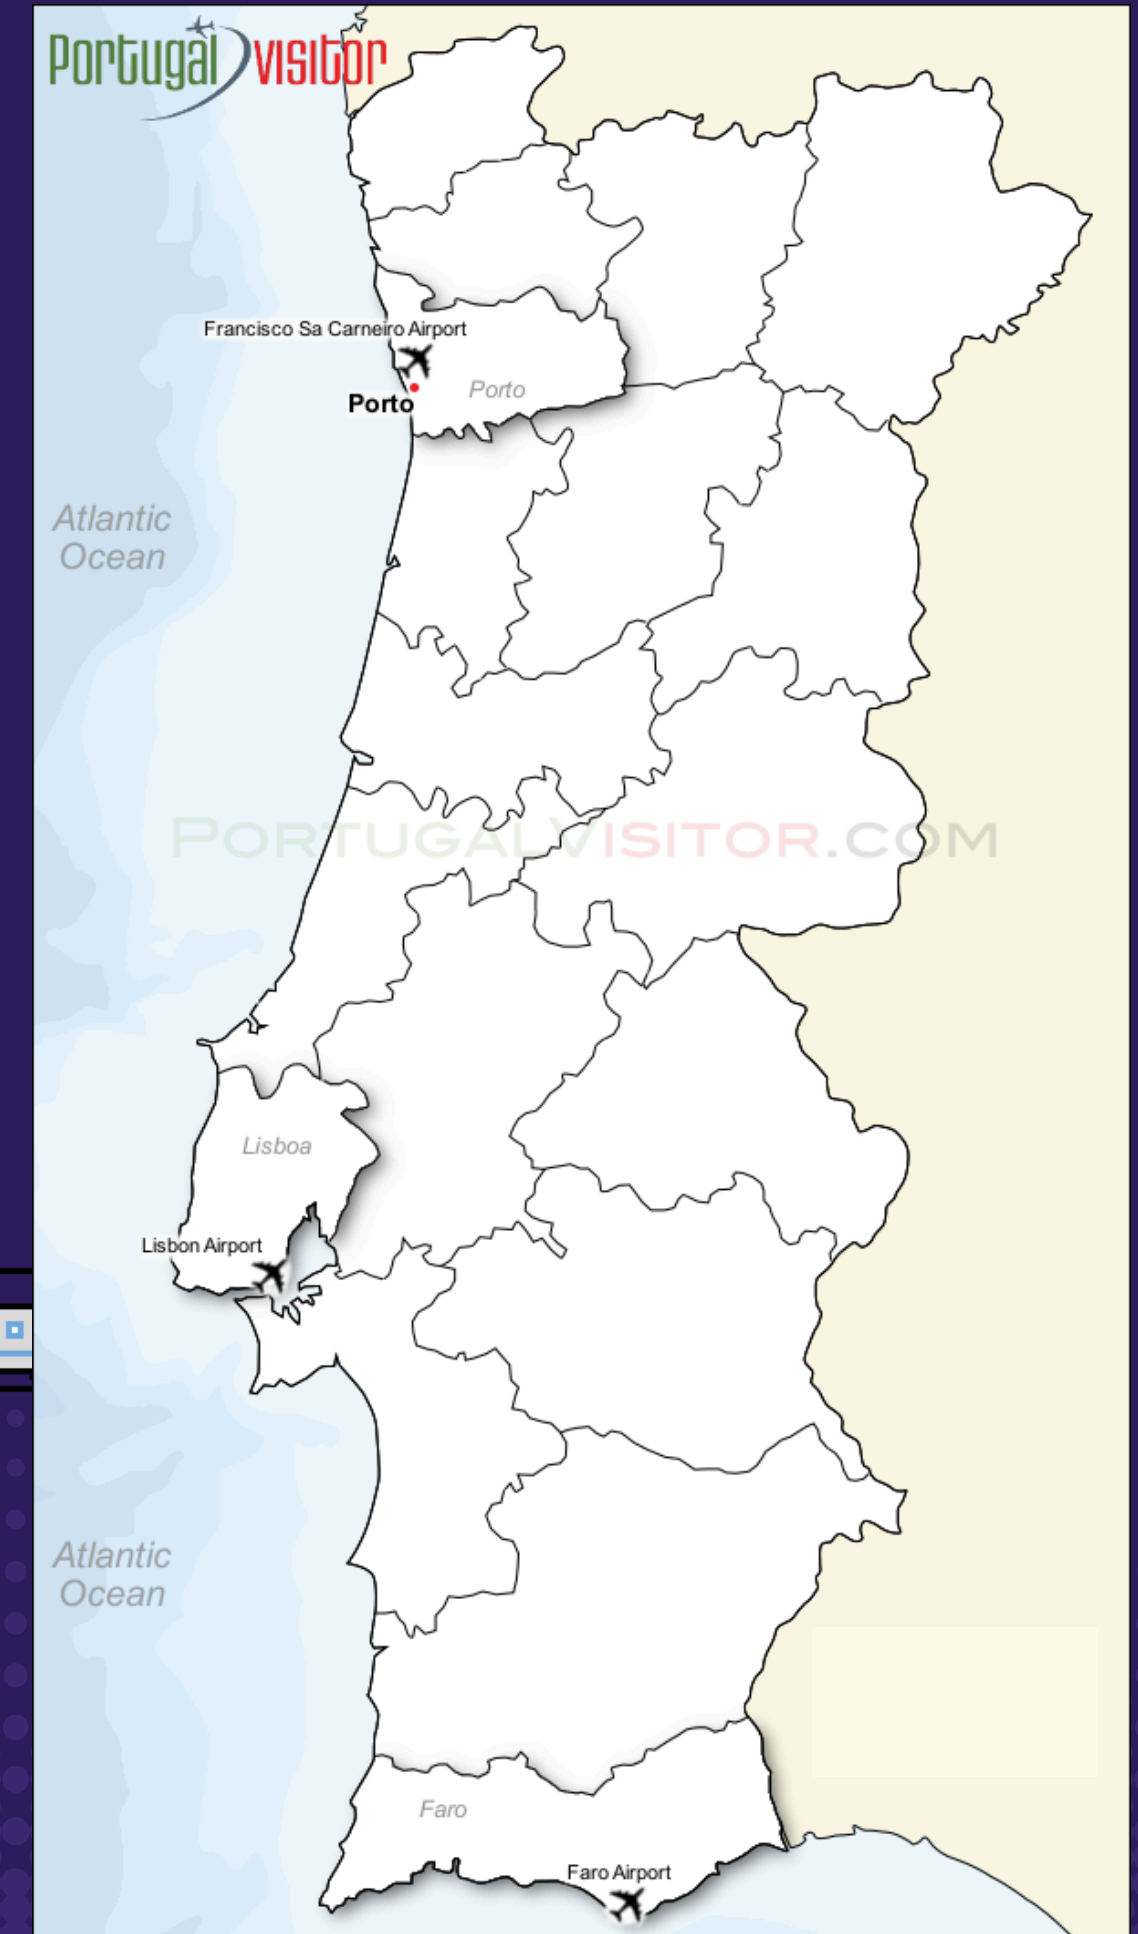 Portugal visitor
Francisco Sa Carneiro Airport
Porto
Porto
Atlantic
Ocean
PORTUGALVISITOR.COM
Lisboa
Lisbon Airport
Atlantic
Ocean
Faro
Faro Airport